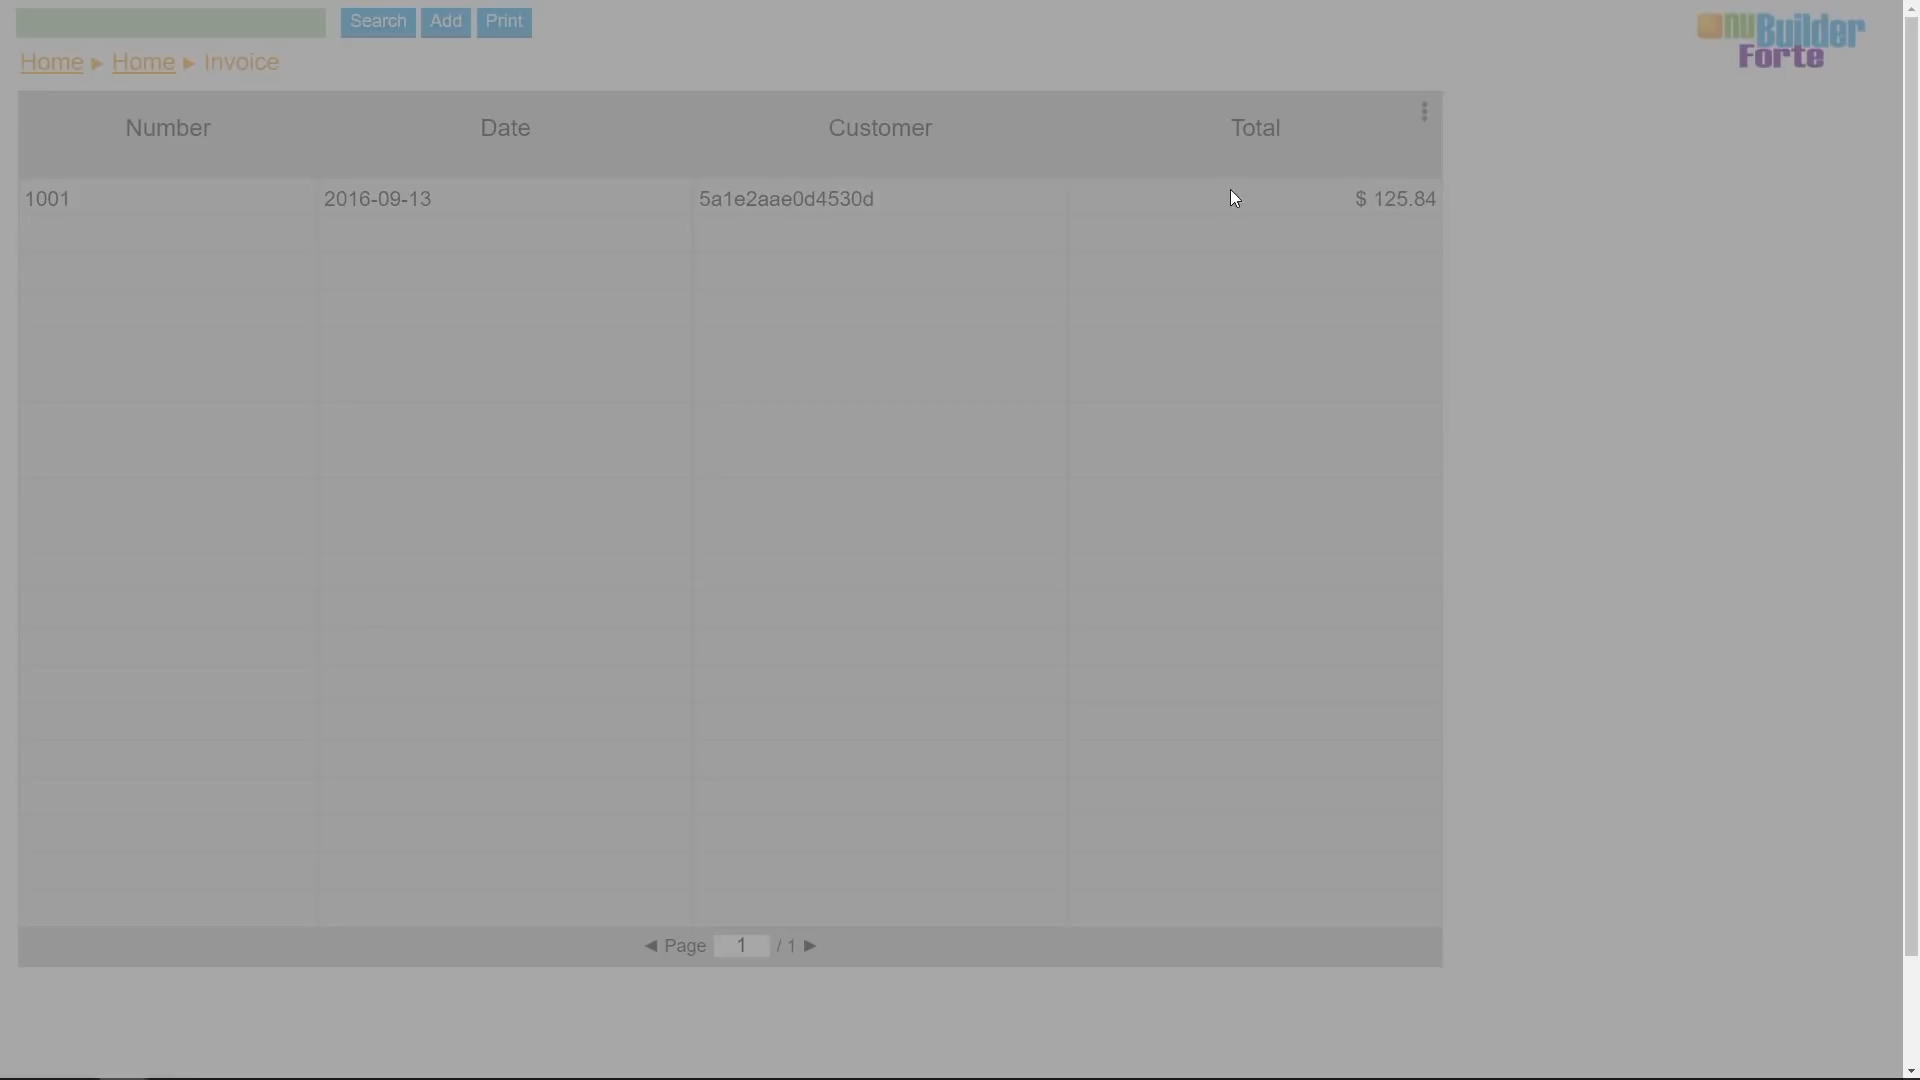 Search Add Print
nuBuilder
Forte
Home ► Home ► Invoice
Number Date Customer Total
1001 2016-09-13 5a1e2aae0d4530d $ 125.84
◄ Page 1 / 1 ►